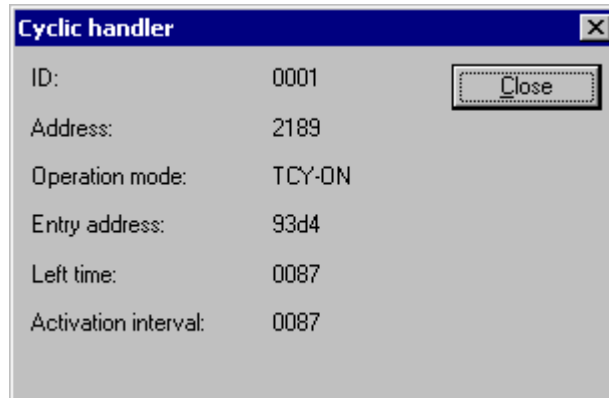 Cyclic handler
ID: 0001 Close
Address: 2189
Operation mode: TCY-ON
Entry address: 93d4
Left time: 0087
Activation interval: 0087